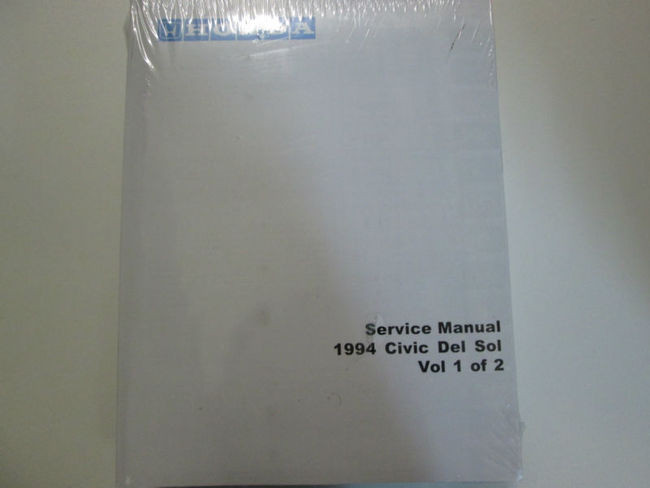 HONDA
Service Manual
1994 Civic Del Sol
Vol 1 of 2